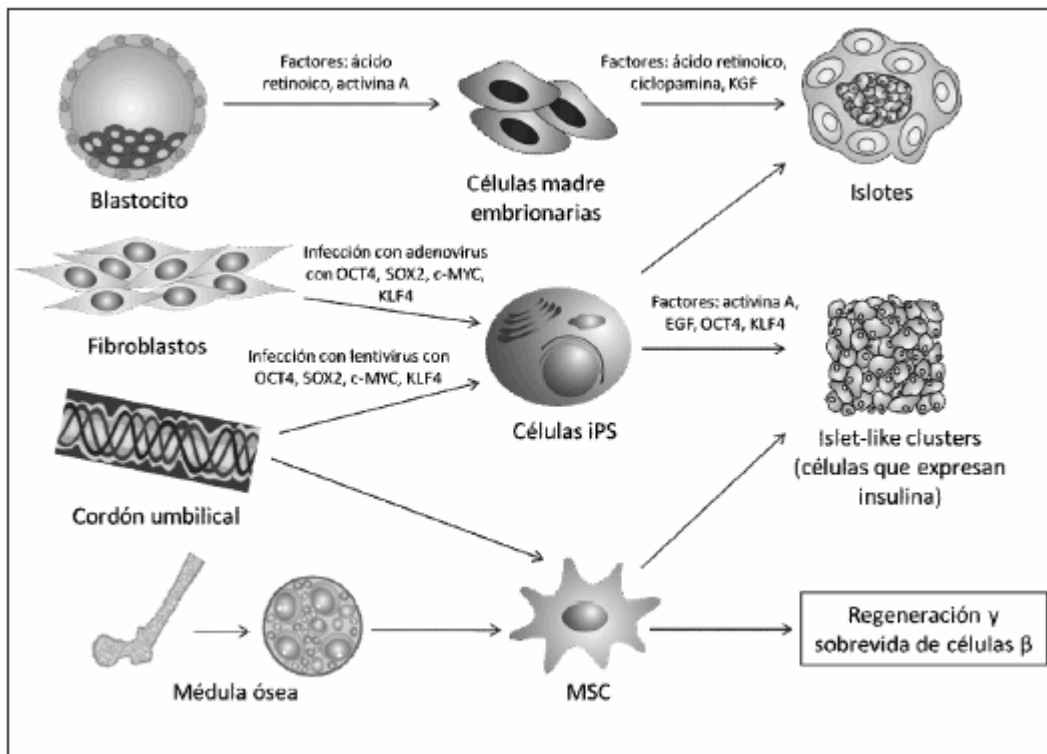 Factores: ácido
retinoico, activina A
Factores: ácido retinoico,
ciclopamina, KGF
Blastocito
Células madre
embrionarias
Islotes
Infección con adenovirus
con OCT4, SOX2, c-MYC,
KLF4
Factores: activina A,
EGF, OCT4, KLF4
Fibroblastos
Infección con lentivirus con
OCT4, SOX2, c-MYC, KLF4
Células iPS
Islet-like clusters
(células que expresan
insulina)
Cordón umbilical
Médula ósea
MSC
Regeneración y
sobrevida de células β